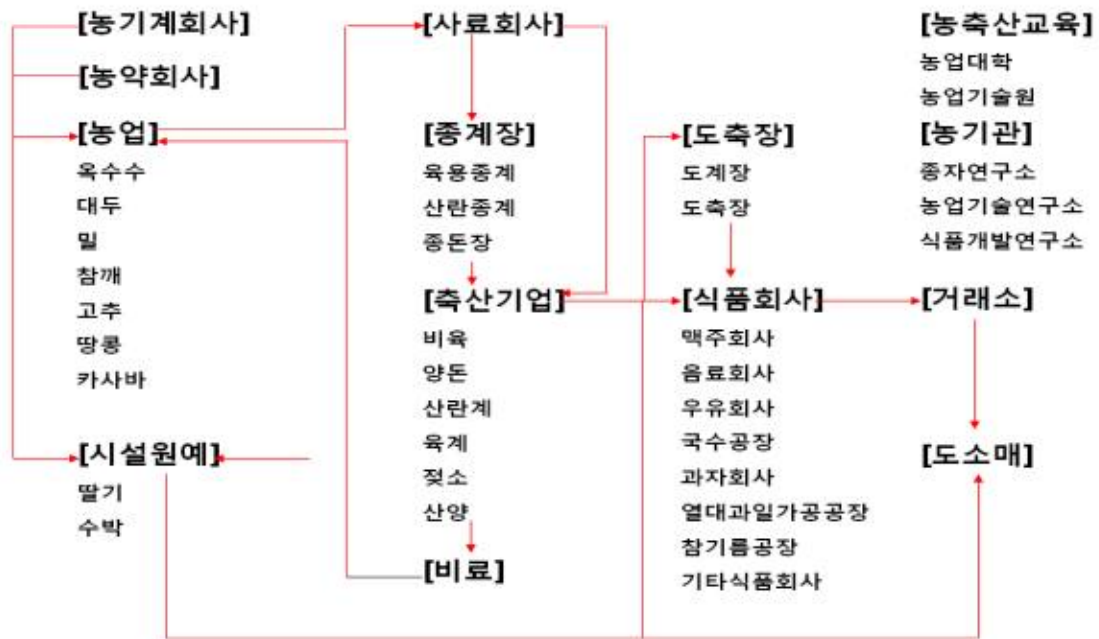 [농기계회사]
[농약회사]
[농업]
옥수수
대두
밀
참깨
고추
땅콩
카사바
[시설원예]
딸기
수박
[사료회사]
[종계장]
육용종계
산란종계
종돈장
[축산기업]
비육
양돈
산란계
육계
젖소
산양
[비료]
[도축장]
도계장
도축장
[식품회사]
맥주회사
음료회사
우유회사
국수공장
과자회사
열대과일가공공장
참기름공장
기타식품회사
[농축산교육]
농업대학
농업기술원
[농기관]
종자연구소
농업기술연구소
식품개발연구소
[거래소]
[도소매]